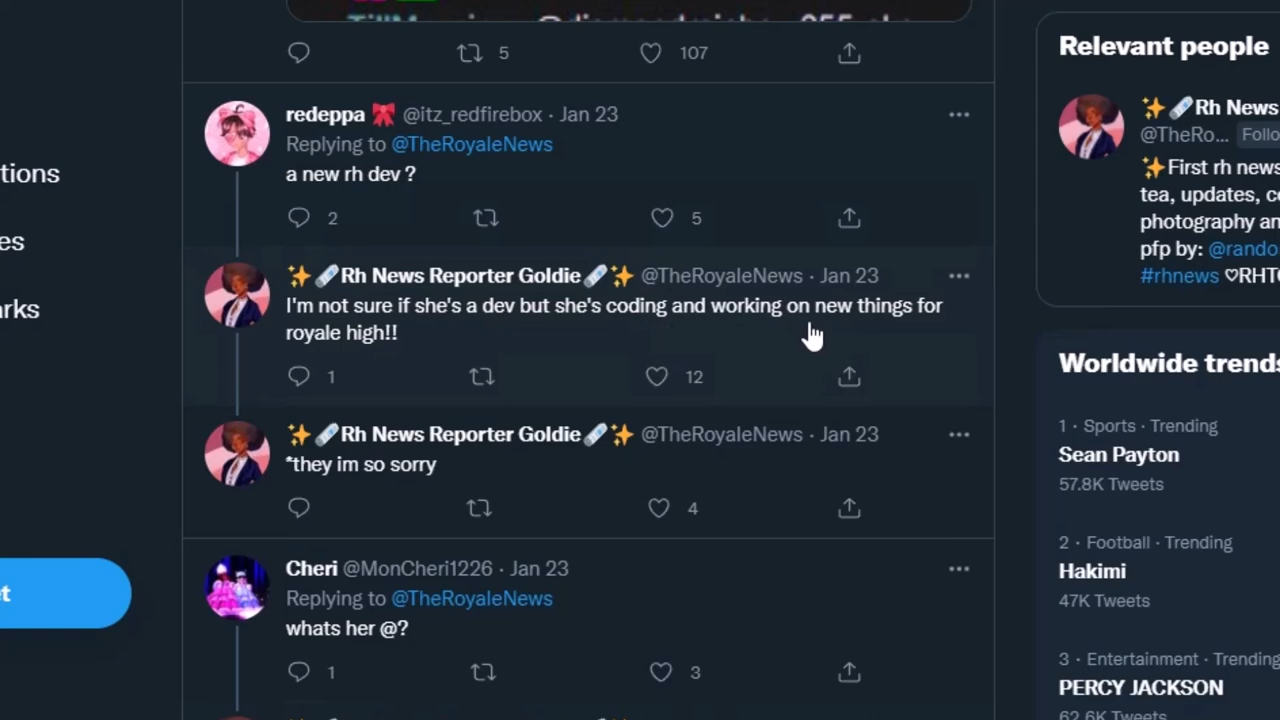 5
107
redeppa 🎀 @itz_redfirebox · Jan 23
Replying to @TheRoyaleNews
a new rh dev ?
2
5
✨🩹Rh News Reporter Goldie🩹✨ @TheRoyaleNews · Jan 23
I'm not sure if she's a dev but she's coding and working on new things for
royale high!!
1
12
✨🩹Rh News Reporter Goldie🩹✨ @TheRoyaleNews · Jan 23
*they im so sorry
4
Cheri @MonCheri1226 · Jan 23
Replying to @TheRoyaleNews
whats her @?
1
3
tions
es
arks
et
Relevant people
✨🩹Rh News
@TheRo... Follo
✨First rh news
tea, updates, co
photography an
pfp by: @rando
#rhnews ♡RHTC
Worldwide trends
1 · Sports · Trending
Sean Payton
57.8K Tweets
2 · Football · Trending
Hakimi
47K Tweets
3 · Entertainment · Trending
PERCY JACKSON
62.6K Tweets